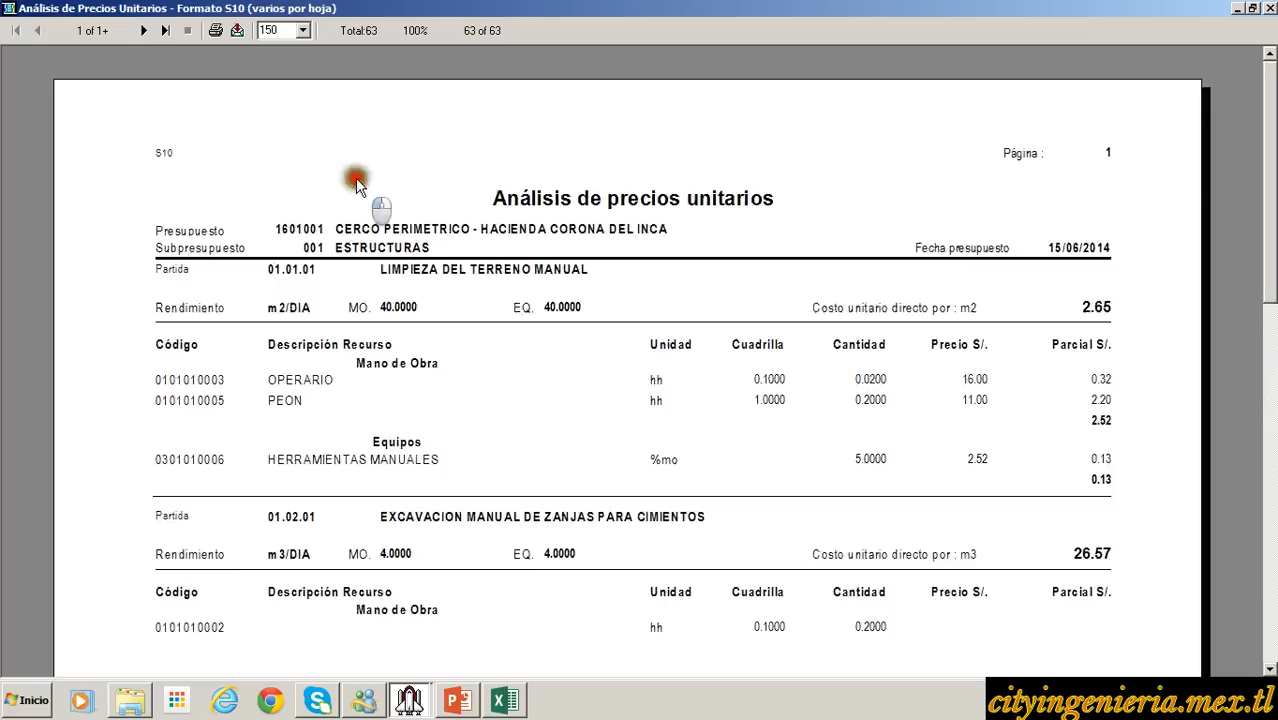 Análisis de Precios Unitarios - Formato S10 (varios por hoja)
1 of 1+ 150 Total:63 100% 63 of 63
S10 Página : 1
Análisis de precios unitarios
Presupuesto 1601001 CERCO PERIMETRICO - HACIENDA CORONA DEL INCA
Subpresupuesto 001 ESTRUCTURAS Fecha presupuesto 15/06/2014
Partida 01.01.01 LIMPIEZA DEL TERRENO MANUAL
Rendimiento m2/DIA MO. 40.0000 EQ. 40.0000 Costo unitario directo por : m2 2.65
Código Descripción Recurso Unidad Cuadrilla Cantidad Precio S/. Parcial S/.
Mano de Obra
0101010003 OPERARIO hh 0.1000 0.0200 16.00 0.32
0101010005 PEON hh 1.0000 0.2000 11.00 2.20
2.52
Equipos
0301010006 HERRAMIENTAS MANUALES %mo 5.0000 2.52 0.13
0.13
Partida 01.02.01 EXCAVACION MANUAL DE ZANJAS PARA CIMIENTOS
Rendimiento m3/DIA MO. 4.0000 EQ. 4.0000 Costo unitario directo por : m3 26.57
Código Descripción Recurso Unidad Cuadrilla Cantidad Precio S/. Parcial S/.
Mano de Obra
0101010002 hh 0.1000 0.2000
Inicio
cityingenieria.mex.tl